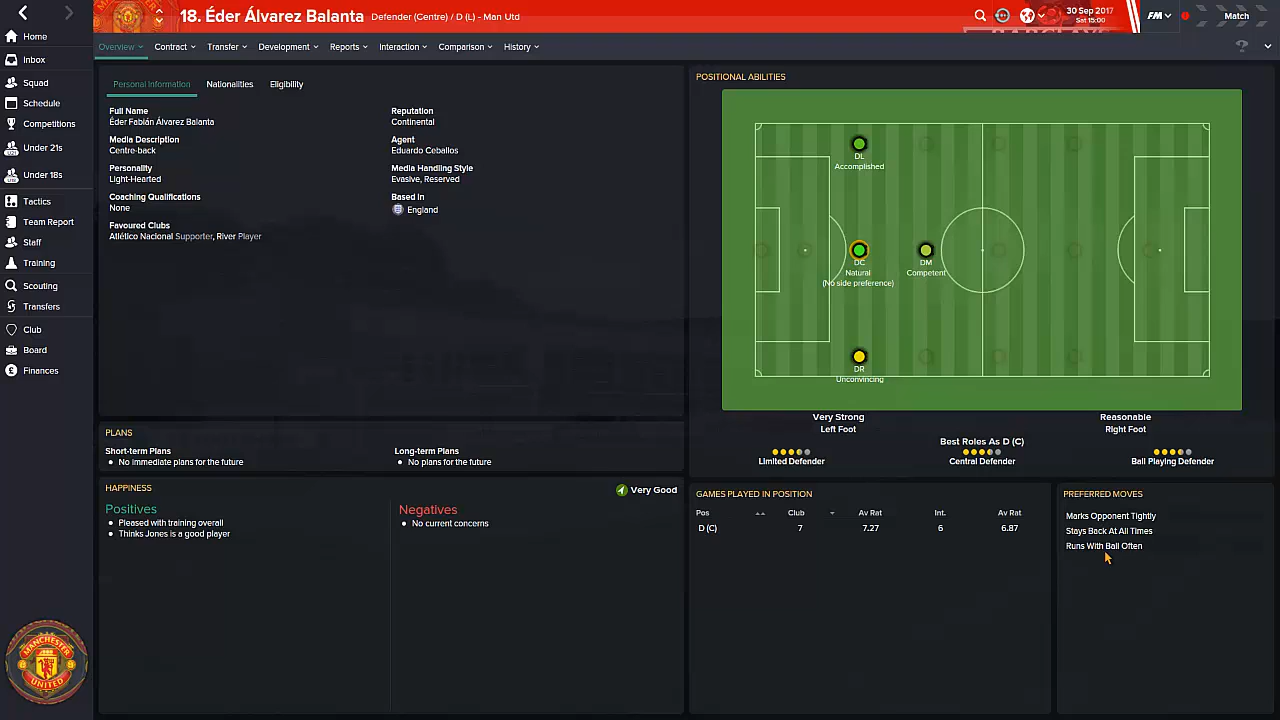 18. Éder Álvarez Balanta
Defender (Centre) / D (L) - Man Utd
30 Sep 2017
Sat 15:00
FM
Match
Home
Inbox
Squad
Schedule
Competitions
Under 21s
Under 18s
Tactics
Team Report
Staff
Training
Scouting
Transfers
Club
Board
Finances
MANCHESTER
UNITED
Overview
Contract
Transfer
Development
Reports
Interaction
Comparison
History
Personal Information
Nationalities
Eligibility
Full Name
Éder Fabián Álvarez Balanta
Media Description
Centre-back
Personality
Light-Hearted
Coaching Qualifications
None
Favoured Clubs
Atlético Nacional Supporter, River Player
Reputation
Continental
Agent
Eduardo Ceballos
Media Handling Style
Evasive, Reserved
Based In
England
PLANS
Short-term Plans
No immediate plans for the future
Long-term Plans
No plans for the future
HAPPINESS
Very Good
Positives
Pleased with training overall
Thinks Jones is a good player
Negatives
No current concerns
POSITIONAL ABILITIES
DL
Accomplished
DC
Natural
(No side preference)
DM
Competent
DR
Unconvincing
Very Strong
Left Foot
Reasonable
Right Foot
Best Roles As D (C)
Limited Defender
Central Defender
Ball Playing Defender
GAMES PLAYED IN POSITION
Pos Club Av Rat Int. Av Rat
D (C) 7 7.27 6 6.87
PREFERRED MOVES
Marks Opponent Tightly
Stays Back At All Times
Runs With Ball Often